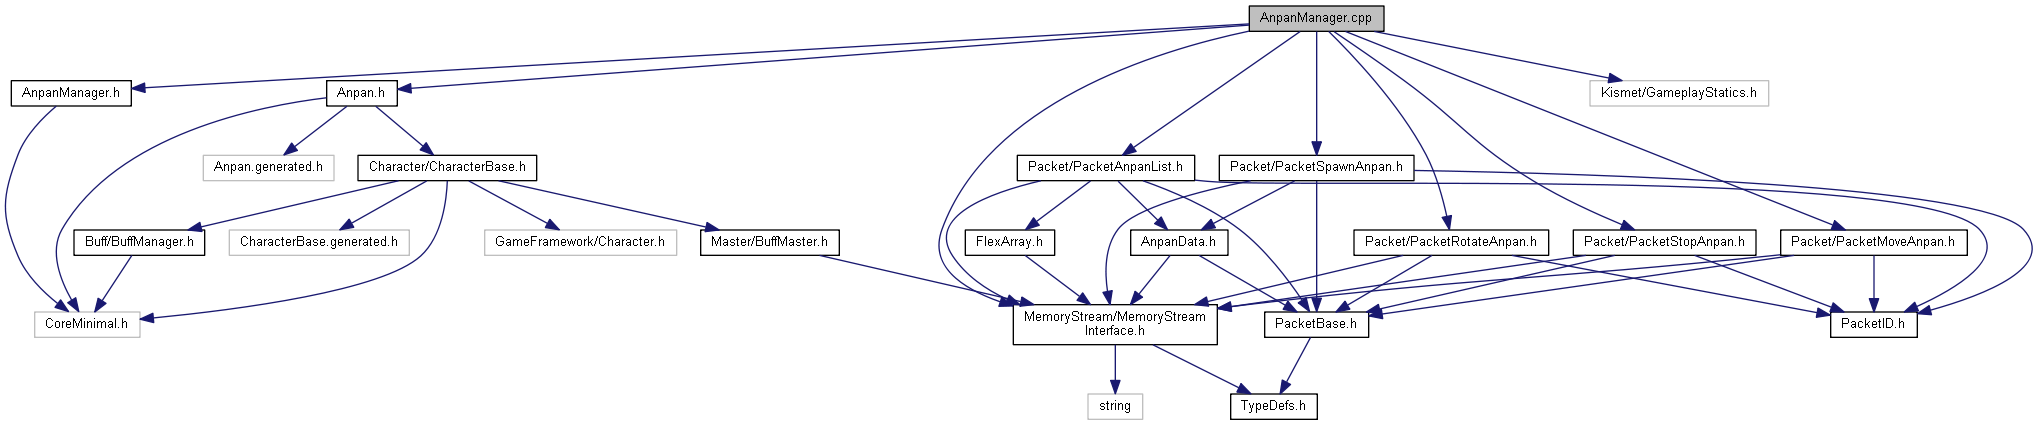 AnpanManager.cpp
AnpanManager.h
Anpan.h
Kismet/GameplayStatics.h
Anpan.generated.h
Character/CharacterBase.h
Packet/PacketAnpanList.h
Packet/PacketSpawnAnpan.h
Buff/BuffManager.h
CharacterBase.generated.h
GameFramework/Character.h
Master/BuffMaster.h
FlexArray.h
AnpanData.h
Packet/PacketRotateAnpan.h
Packet/PacketStopAnpan.h
Packet/PacketMoveAnpan.h
CoreMinimal.h
MemoryStream/MemoryStream
Interface.h
PacketBase.h
PacketID.h
string
TypeDefs.h